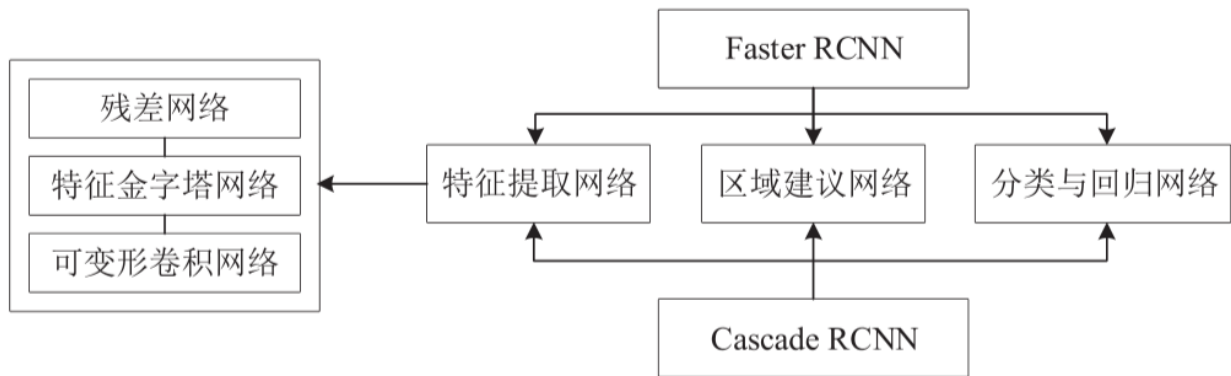 Faster RCNN
残差网络
特征金字塔网络
可变形卷积网络
特征提取网络
区域建议网络
分类与回归网络
Cascade RCNN